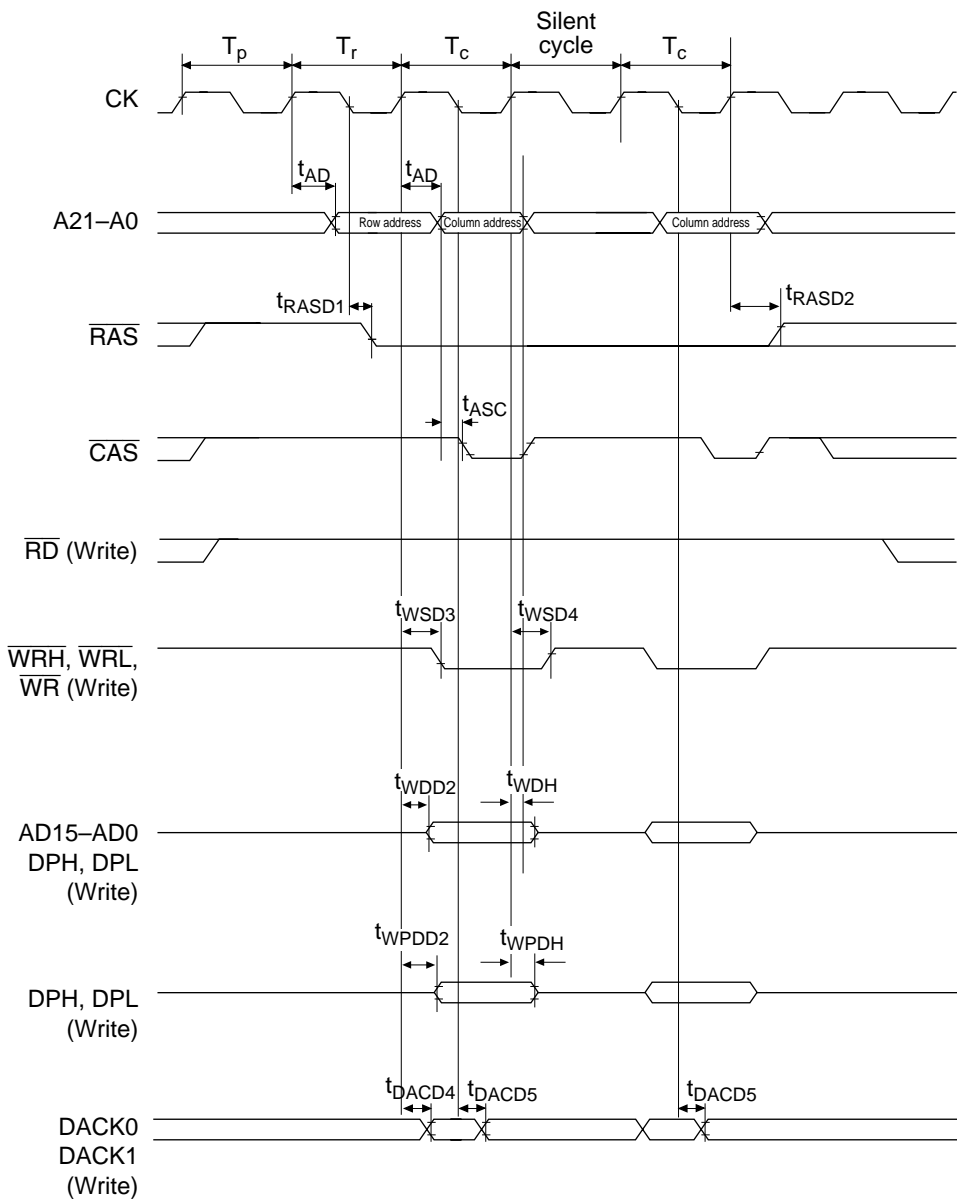 Silent
cycle
Tp Tr Tc Tc
CK
tAD tAD
A21–A0 Row address Column address Column address
tRASD1 tRASD2
RAS
tASC
CAS
RD (Write)
tWSD3 tWSD4
WRH, WRL,
WR (Write)
tWDD2 tWDH
AD15–AD0
DPH, DPL
(Write)
tWPDD2 tWPDH
DPH, DPL
(Write)
tDACD4 tDACD5 tDACD5
DACK0
DACK1
(Write)